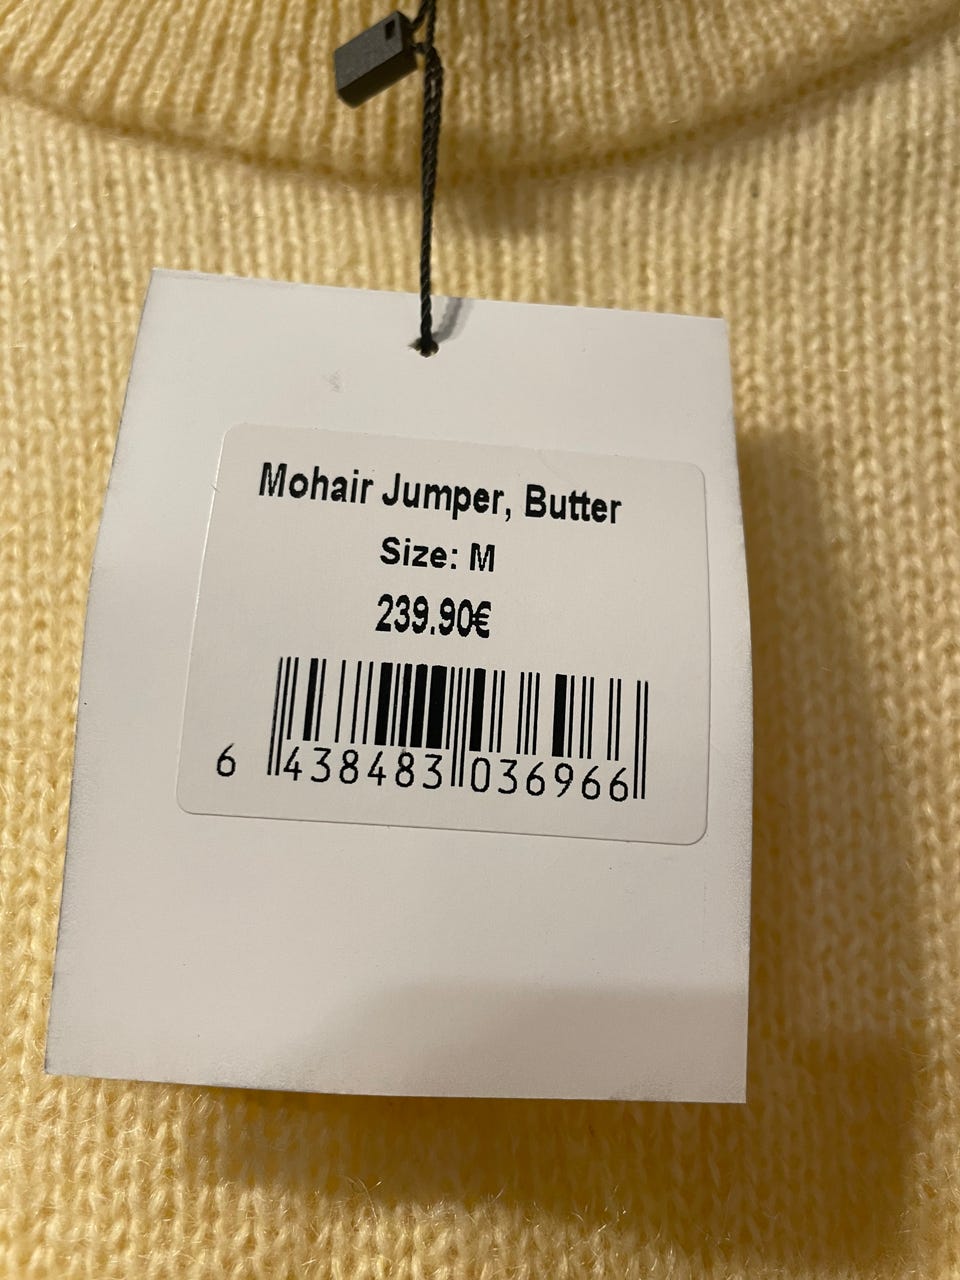 Mohair Jumper, Butter
Size: M
239.90€
6 438483 036966